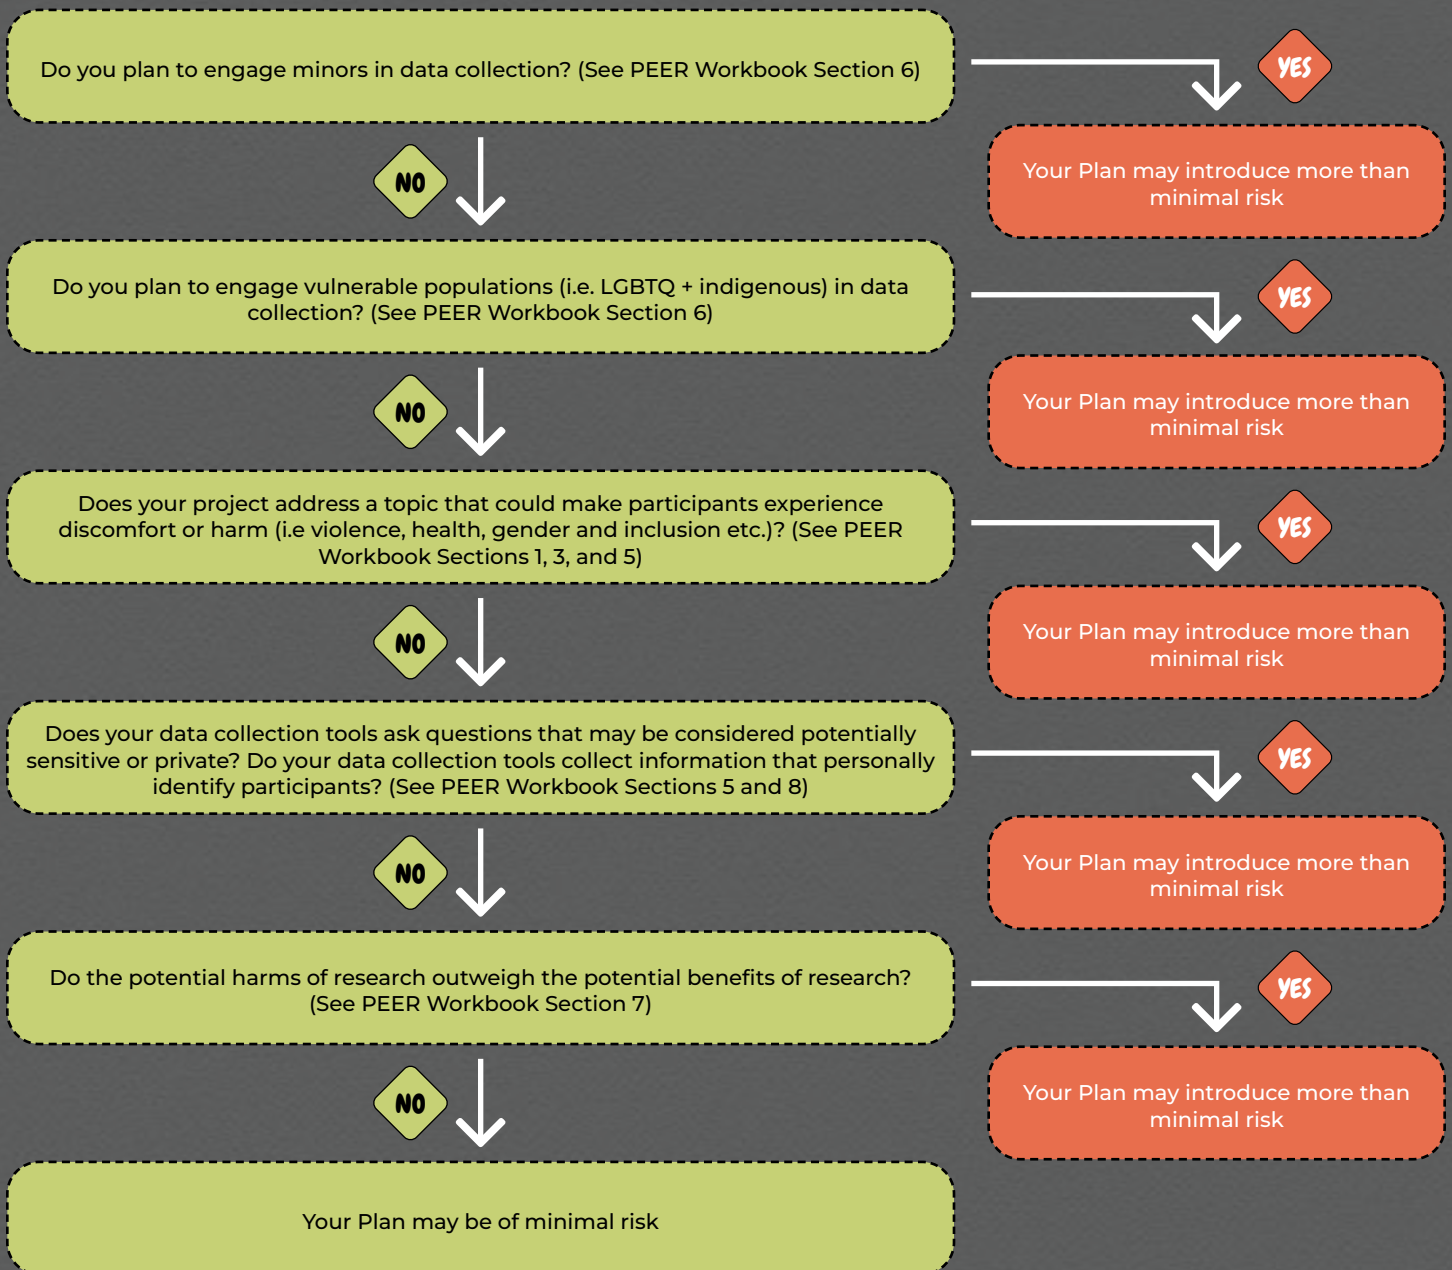 Do you plan to engage minors in data collection? (See PEER Workbook Section 6)
YES
Your Plan may introduce more than
minimal risk
NO
Do you plan to engage vulnerable populations (i.e. LGBTQ + indigenous) in data
collection? (See PEER Workbook Section 6)
YES
Your Plan may introduce more than
minimal risk
NO
Does your project address a topic that could make participants experience
discomfort or harm (i.e violence, health, gender and inclusion etc.)? (See PEER
Workbook Sections 1, 3, and 5)
YES
Your Plan may introduce more than
minimal risk
NO
Does your data collection tools ask questions that may be considered potentially
sensitive or private? Do your data collection tools collect information that personally
identify participants? (See PEER Workbook Sections 5 and 8)
YES
Your Plan may introduce more than
minimal risk
NO
Do the potential harms of research outweigh the potential benefits of research?
(See PEER Workbook Section 7)
YES
Your Plan may introduce more than
minimal risk
NO
Your Plan may be of minimal risk